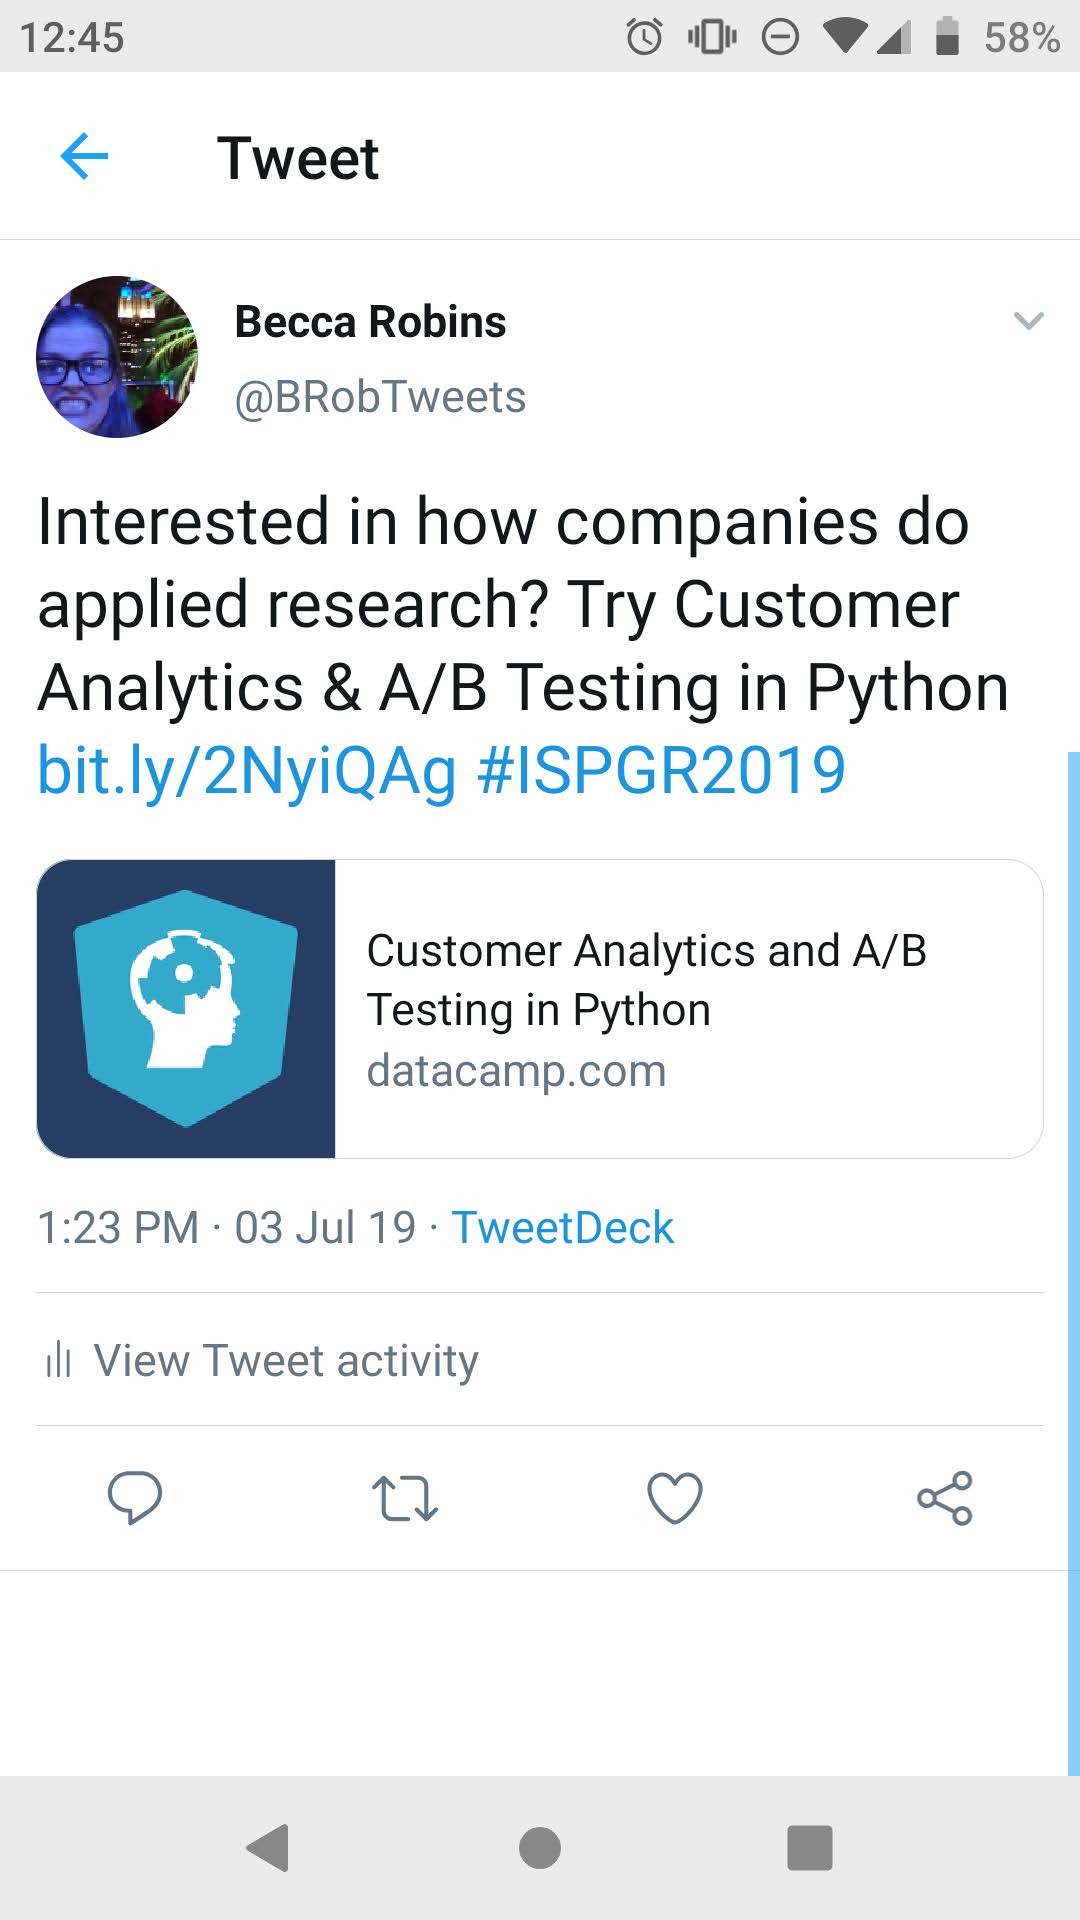 12:45
58%
Tweet
Becca Robins
@BRobTweets
Interested in how companies do
applied research? Try Customer
Analytics & A/B Testing in Python
bit.ly/2NyiQAg #ISPGR2019
Customer Analytics and A/B
Testing in Python
datacamp.com
1:23 PM · 03 Jul 19 · TweetDeck
View Tweet activity